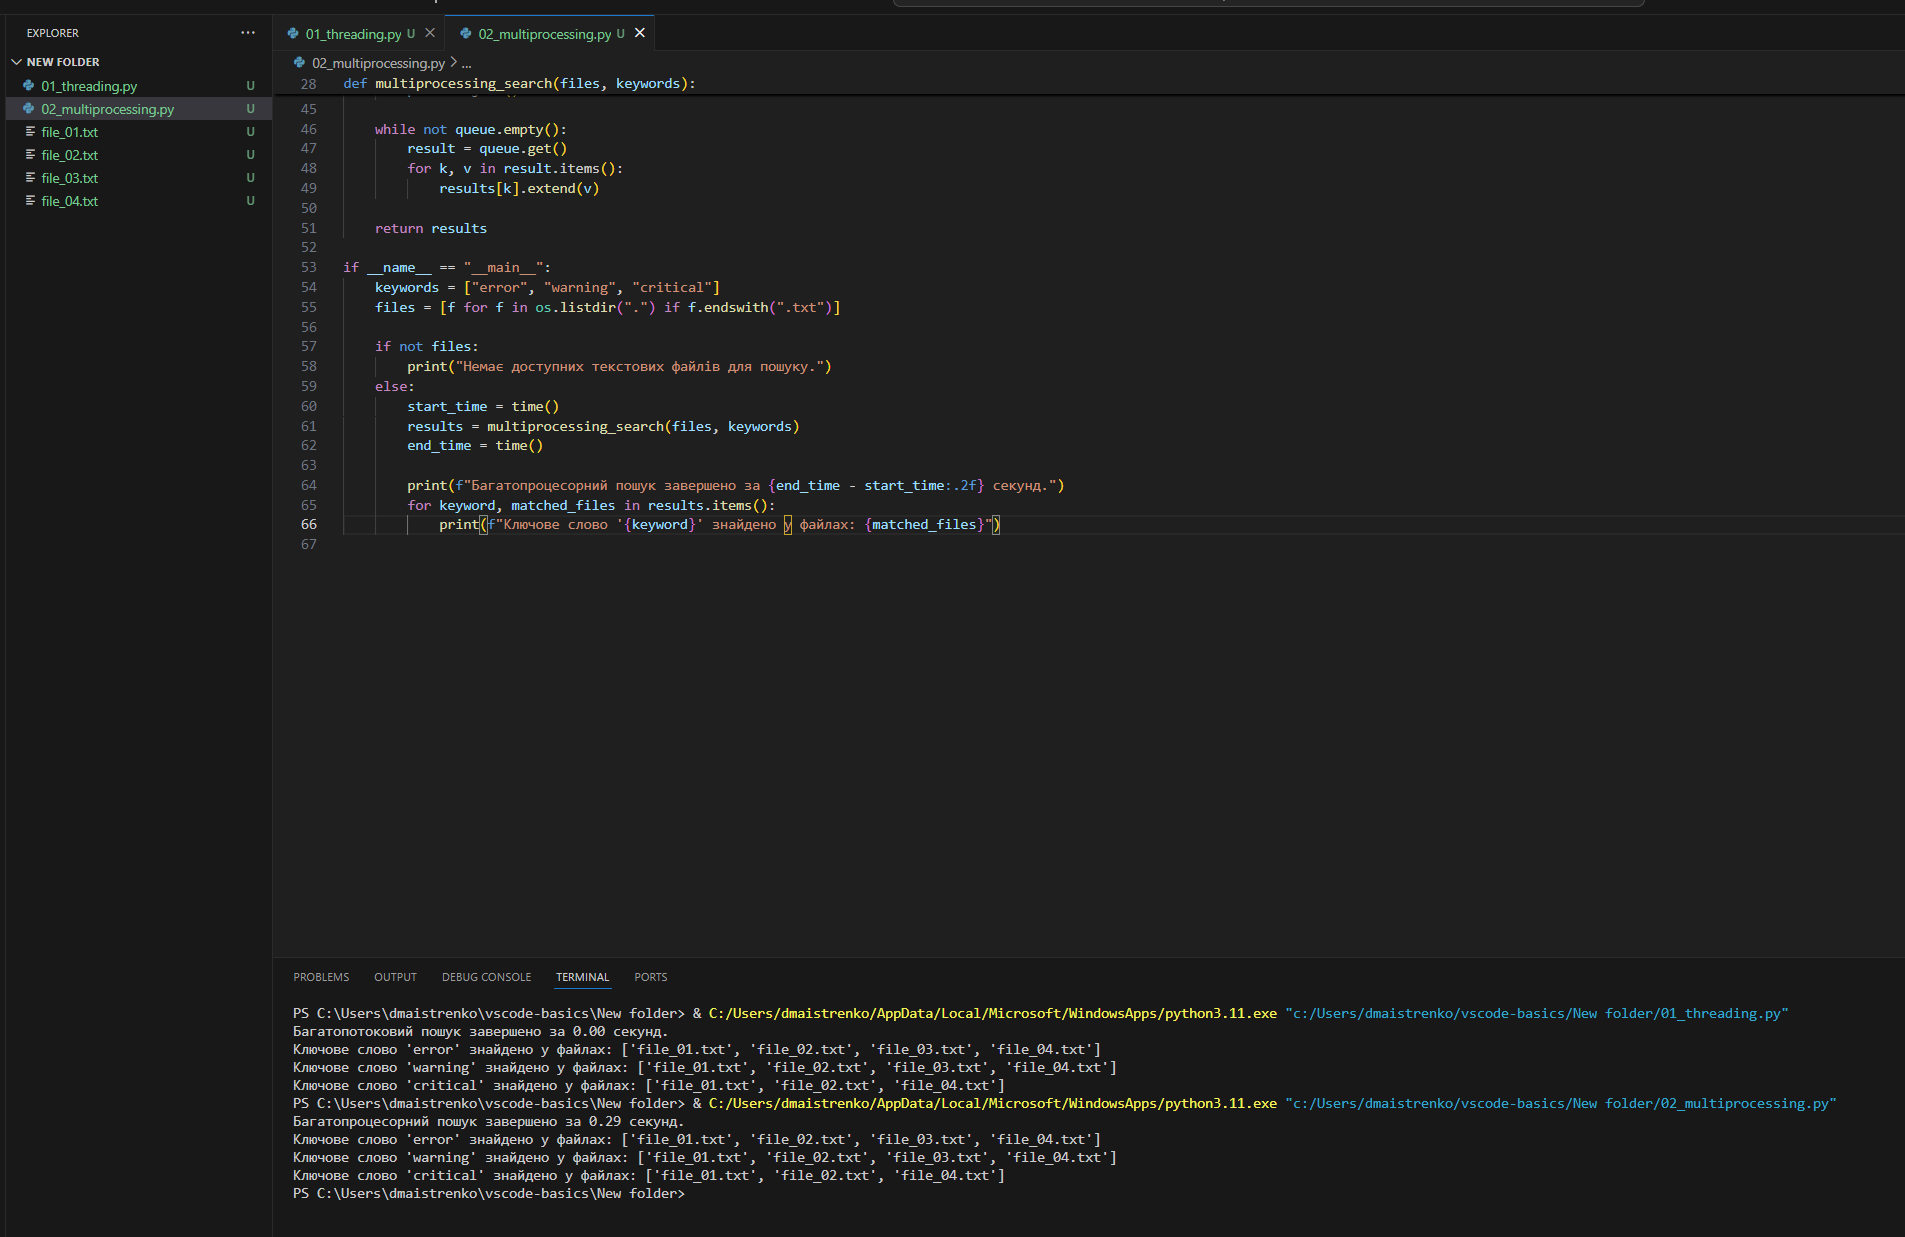 EXPLORER
NEW FOLDER
01_threading.py U
02_multiprocessing.py U
file_01.txt U
file_02.txt U
file_03.txt U
file_04.txt U
01_threading.py U
02_multiprocessing.py U
02_multiprocessing.py > ...
28 def multiprocessing_search(files, keywords):
45
46 while not queue.empty():
47 result = queue.get()
48 for k, v in result.items():
49 results[k].extend(v)
50
51 return results
52
53 if __name__ == "__main__":
54 keywords = ["error", "warning", "critical"]
55 files = [f for f in os.listdir(".") if f.endswith(".txt")]
56
57 if not files:
58 print("Немає доступних текстових файлів для пошуку.")
59 else:
60 start_time = time()
61 results = multiprocessing_search(files, keywords)
62 end_time = time()
63
64 print(f"Багатопроцесорний пошук завершено за {end_time - start_time:.2f} секунд.")
65 for keyword, matched_files in results.items():
66 print(f"Ключове слово '{keyword}' знайдено у файлах: {matched_files}")
67
PROBLEMS OUTPUT DEBUG CONSOLE TERMINAL PORTS
PS C:\Users\dmaistrenko\vscode-basics\New folder> & C:/Users/dmaistrenko/AppData/Local/Microsoft/WindowsApps/python3.11.exe "c:/Users/dmaistrenko/vscode-basics/New folder/01_threading.py"
Багатопотоковий пошук завершено за 0.00 секунд.
Ключове слово 'error' знайдено у файлах: ['file_01.txt', 'file_02.txt', 'file_03.txt', 'file_04.txt']
Ключове слово 'warning' знайдено у файлах: ['file_01.txt', 'file_02.txt', 'file_03.txt', 'file_04.txt']
Ключове слово 'critical' знайдено у файлах: ['file_01.txt', 'file_02.txt', 'file_04.txt']
PS C:\Users\dmaistrenko\vscode-basics\New folder> & C:/Users/dmaistrenko/AppData/Local/Microsoft/WindowsApps/python3.11.exe "c:/Users/dmaistrenko/vscode-basics/New folder/02_multiprocessing.py"
Багатопроцесорний пошук завершено за 0.29 секунд.
Ключове слово 'error' знайдено у файлах: ['file_01.txt', 'file_02.txt', 'file_03.txt', 'file_04.txt']
Ключове слово 'warning' знайдено у файлах: ['file_01.txt', 'file_02.txt', 'file_03.txt', 'file_04.txt']
Ключове слово 'critical' знайдено у файлах: ['file_01.txt', 'file_02.txt', 'file_04.txt']
PS C:\Users\dmaistrenko\vscode-basics\New folder>